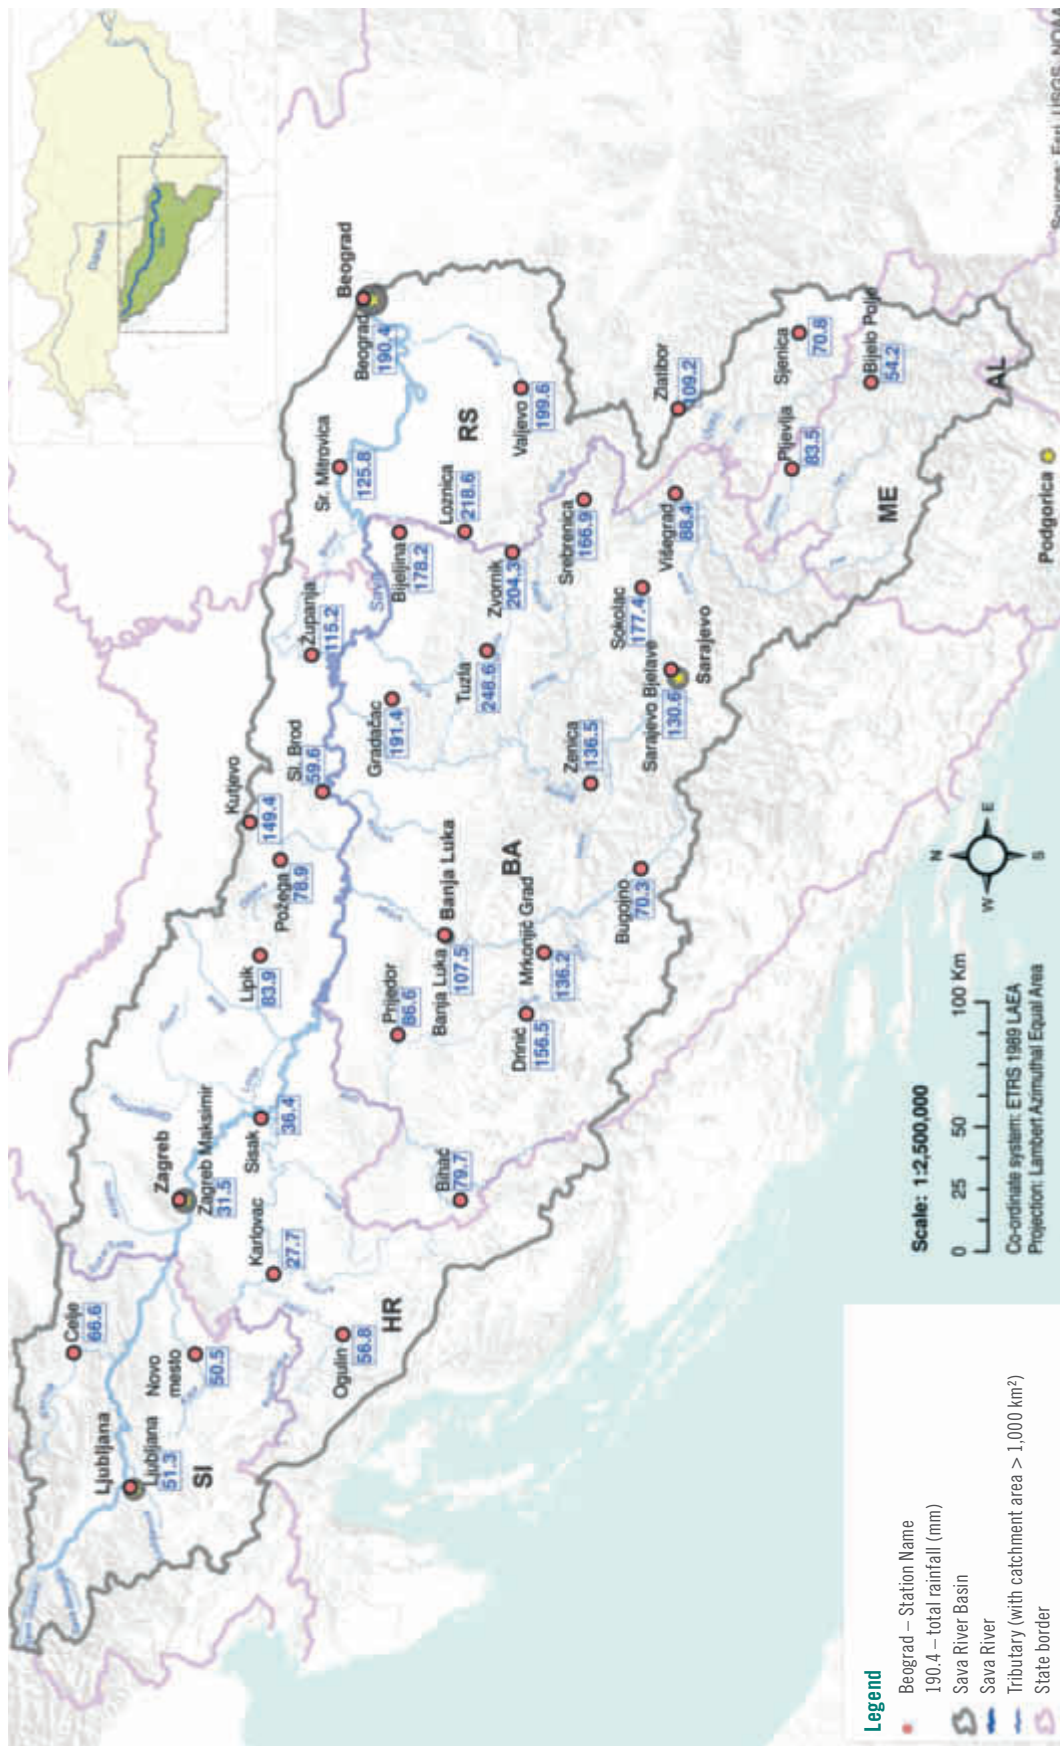 Danube
Beograd
Beograd
190.4
Sr. Mitrovica
125.8
RS
Valjevo
199.6
Loznica
218.6
Bijeljina
178.2
Sava
Zvornik
204.3
Srebrenica
166.9
Zlatibor
109.2
Sjenica
70.8
Bijelo Polje
54.2
Pljevlja
83.5
Višegrad
88.4
Sokolac
177.4
Sarajevo Bjelave
130.6
Sarajevo
ME
AL
Podgorica
Županja
115.2
Tuzla
248.6
Gradačac
191.4
Sl. Brod
59.6
Zenica
136.5
Kutjevo
149.4
Požega
78.9
Lipik
83.9
BA
Banja Luka
Banja Luka
107.5
Mrkonjić Grad
136.2
Bugojno
70.3
Prijedor
86.6
Drinić
156.5
Bihać
79.7
Zagreb
Zagreb Maksimir
31.5
Sisak
36.4
Karlovac
27.7
HR
Ogulin
56.8
Celje
66.6
Novo
mesto
50.5
Ljubljana
Ljubljana
51.3
SI
N
E
S
W
Scale: 1:2,500,000
0 25 50 100 Km
Co-ordinate system: ETRS 1989 LAEA
Projection: Lambert Azimuthal Equal Area
Sources: Esri, USGS, NOAA
Legend
Beograd – Station Name
190.4 – total rainfall (mm)
Sava River Basin
Sava River
Tributary (with catchment area > 1,000 km²)
State border